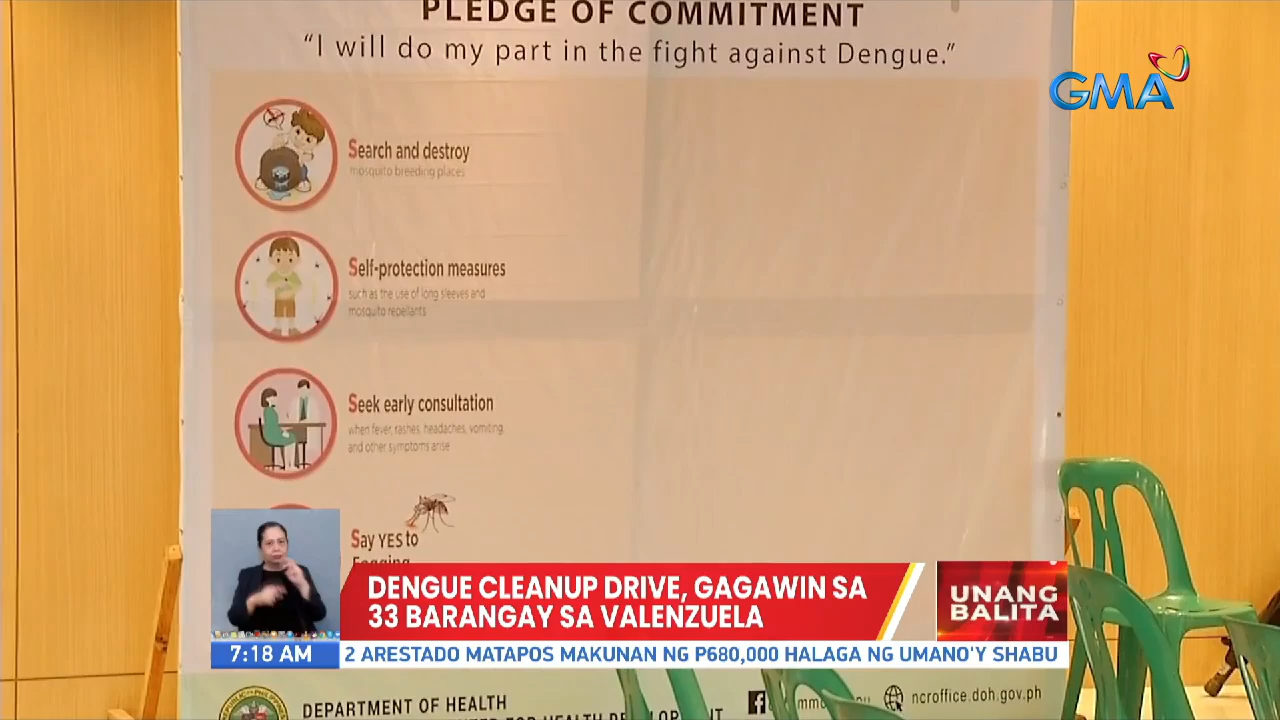 PLEDGE OF COMMITMENT
“I will do my part in the fight against Dengue.”
GMA
Search and destroy
mosquito breeding places
Self-protection measures
such as the use of long sleeves and
mosquito repellants
Seek early consultation
when fever, rashes, headaches, vomiting
and other symptoms arise
Say YES to
Fogging
DENGUE CLEANUP DRIVE, GAGAWIN SA
33 BARANGAY SA VALENZUELA
UNANG
BALITA
7:18 AM
2 ARESTADO MATAPOS MAKUNAN NG P680,000 HALAGA NG UMANO'Y SHABU
DEPARTMENT OF HEALTH
FOR HEALTH DEVELOPMENT
ncroffice.doh.gov.ph